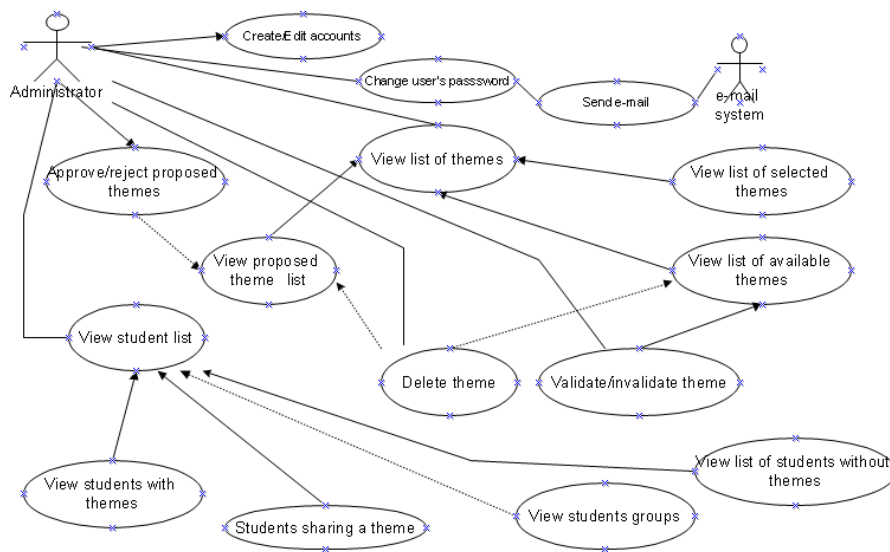 Create/Edit accounts
Administrator
Change user's passsword
Send e-mail
e-mail
system
View list of themes
Approve/reject proposed
themes
View list of selected
themes
View proposed
theme list
View list of available
themes
View student list
Delete theme
Validate/invalidate theme
View list of students without
themes
View students with
themes
Students sharing a theme
View students groups